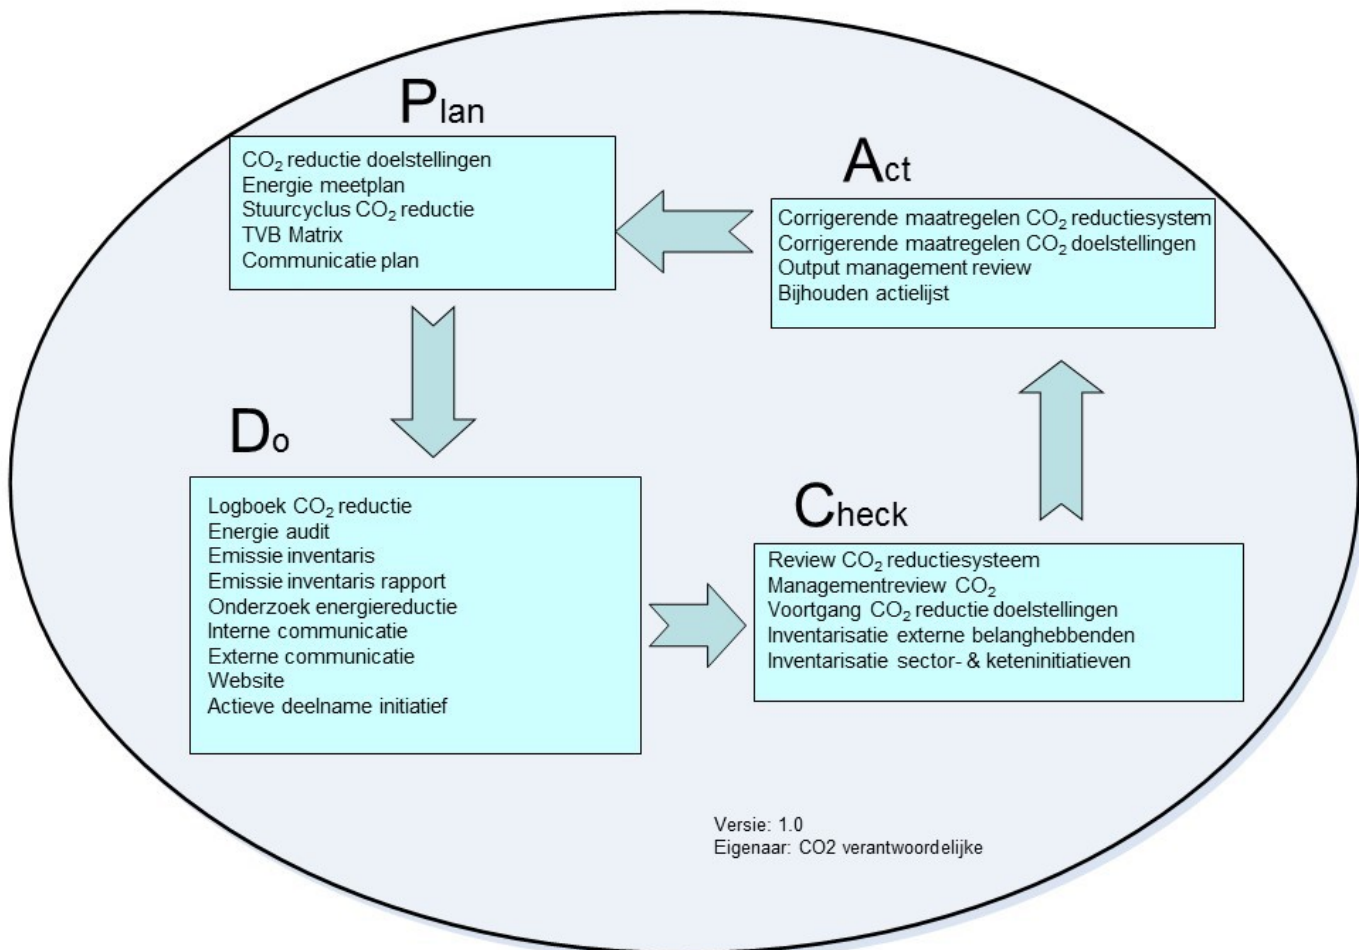 Plan
CO₂ reductie doelstellingen
Energie meetplan
Stuurcyclus CO₂ reductie
TVB Matrix
Communicatie plan
Act
Corrigerende maatregelen CO₂ reductiesystem
Corrigerende maatregelen CO₂ doelstellingen
Output management review
Bijhouden actielijst
Do
Logboek CO₂ reductie
Energie audit
Emissie inventaris
Emissie inventaris rapport
Onderzoek energiereductie
Interne communicatie
Externe communicatie
Website
Actieve deelname initiatief
Check
Review CO₂ reductiesysteem
Managementreview CO₂
Voortgang CO₂ reductie doelstellingen
Inventarisatie externe belanghebbenden
Inventarisatie sector- & keteninitiatieven
Versie: 1.0
Eigenaar: CO2 verantwoordelijke